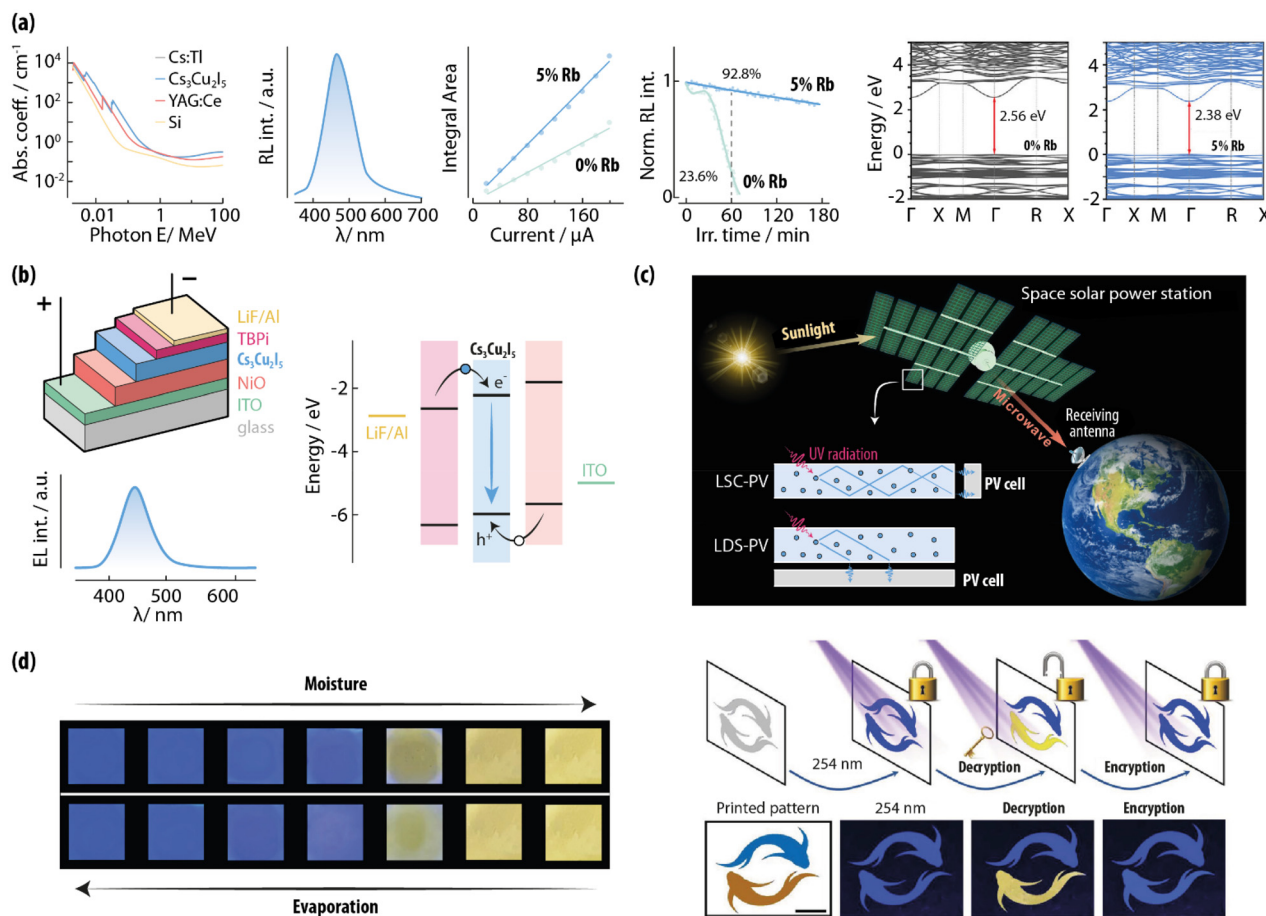 (a)
Abs. coeff. / cm⁻¹
10⁴
10²
10⁰
10⁻²
Cs:Tl
Cs₃Cu₂I₅
YAG:Ce
Si
0.01
1
100
Photon E/ MeV
RL int. / a.u.
400
500
600
700
λ/ nm
Integral Area
5% Rb
0% Rb
0
100
200
Current / μA
Norm. RL int.
1
0
92.8%
5% Rb
23.6%
0% Rb
0
60
120
180
Irr. time / min
Energy / eV
4
2
0
-2
2.56 eV
0% Rb
Γ X M Γ R X
4
2
0
-2
2.38 eV
5% Rb
Γ X M Γ R X
(b)
+
−
LiF/Al
TBPi
Cs₃Cu₂I₅
NiO
ITO
glass
EL int. / a.u.
400
500
600
λ/ nm
Energy / eV
-2
-4
-6
Cs₃Cu₂I₅
e⁻
LiF/Al
ITO
h⁺
(c)
Space solar power station
Sunlight
Microwave
Receiving
antenna
UV radiation
LSC-PV
PV cell
LDS-PV
PV cell
(d)
Moisture
Evaporation
254 nm
Decryption
Encryption
Printed pattern
254 nm
Decryption
Encryption